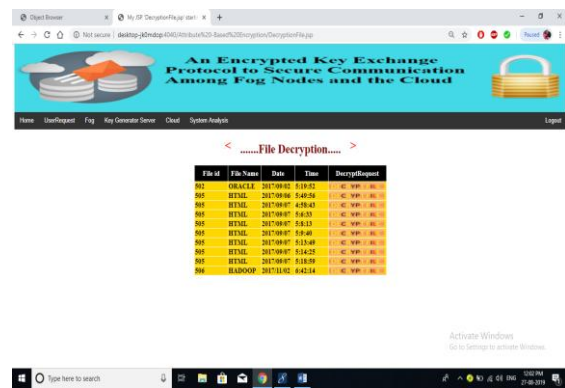 Object Browser
My JSP 'DecryptionFile.jsp' start
Not secure | desktop-jk0mdop:4040/Attribute%20-Based%20Encryption/DecryptionFile.jsp
Paused
An Encrypted Key Exchange
Protocol to Secure Communication
Among Fog Nodes and the Cloud
Home UserRequest Fog Key Generator Server Cloud System Analysis Logout
< .......File Decryption..... >
File id File Name Date Time DecryptRequest
502 ORACLE 2017/09/02 5:19:52
505 HTML 2017/09/06 5:49:56
505 HTML 2017/09/07 4:58:43
505 HTML 2017/09/07 5:6:33
505 HTML 2017/09/07 5:8:13
505 HTML 2017/09/07 5:9:40
505 HTML 2017/09/07 5:13:49
505 HTML 2017/09/07 5:14:25
505 HTML 2017/09/07 5:18:59
506 HADOOP 2017/11/02 6:42:14
Activate Windows
Go to Settings to activate Windows.
Type here to search
ENG 12:02 PM
27-08-2019